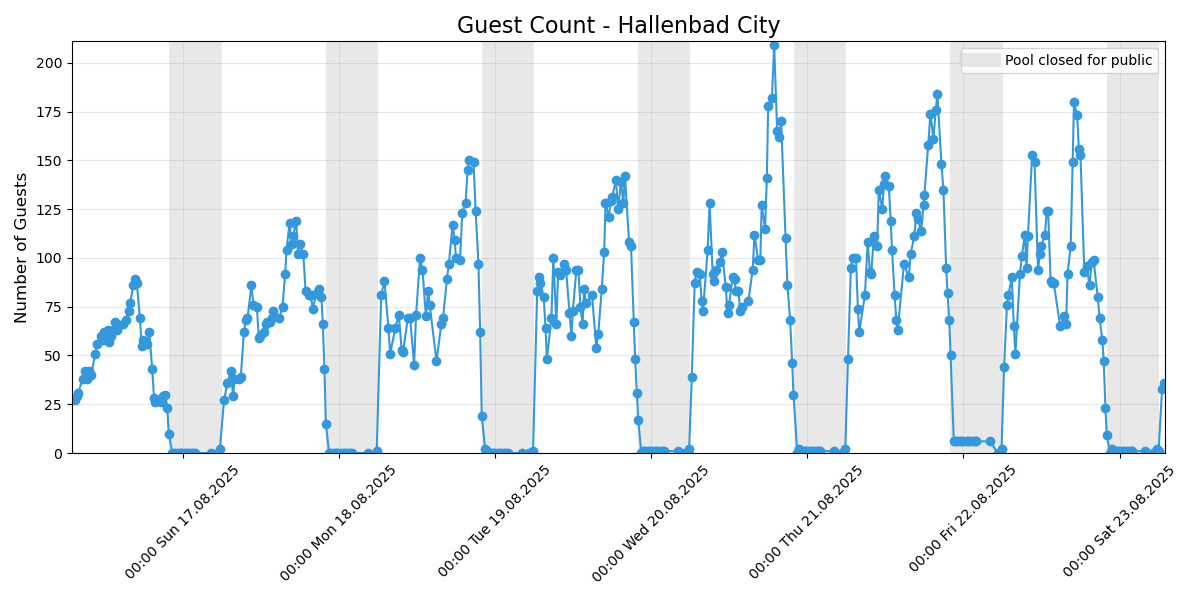 Guest Count - Hallenbad City
Pool closed for public
Number of Guests
200
175
150
125
100
75
50
25
0
00:00 Sun 17.08.2025
00:00 Mon 18.08.2025
00:00 Tue 19.08.2025
00:00 Wed 20.08.2025
00:00 Thu 21.08.2025
00:00 Fri 22.08.2025
00:00 Sat 23.08.2025